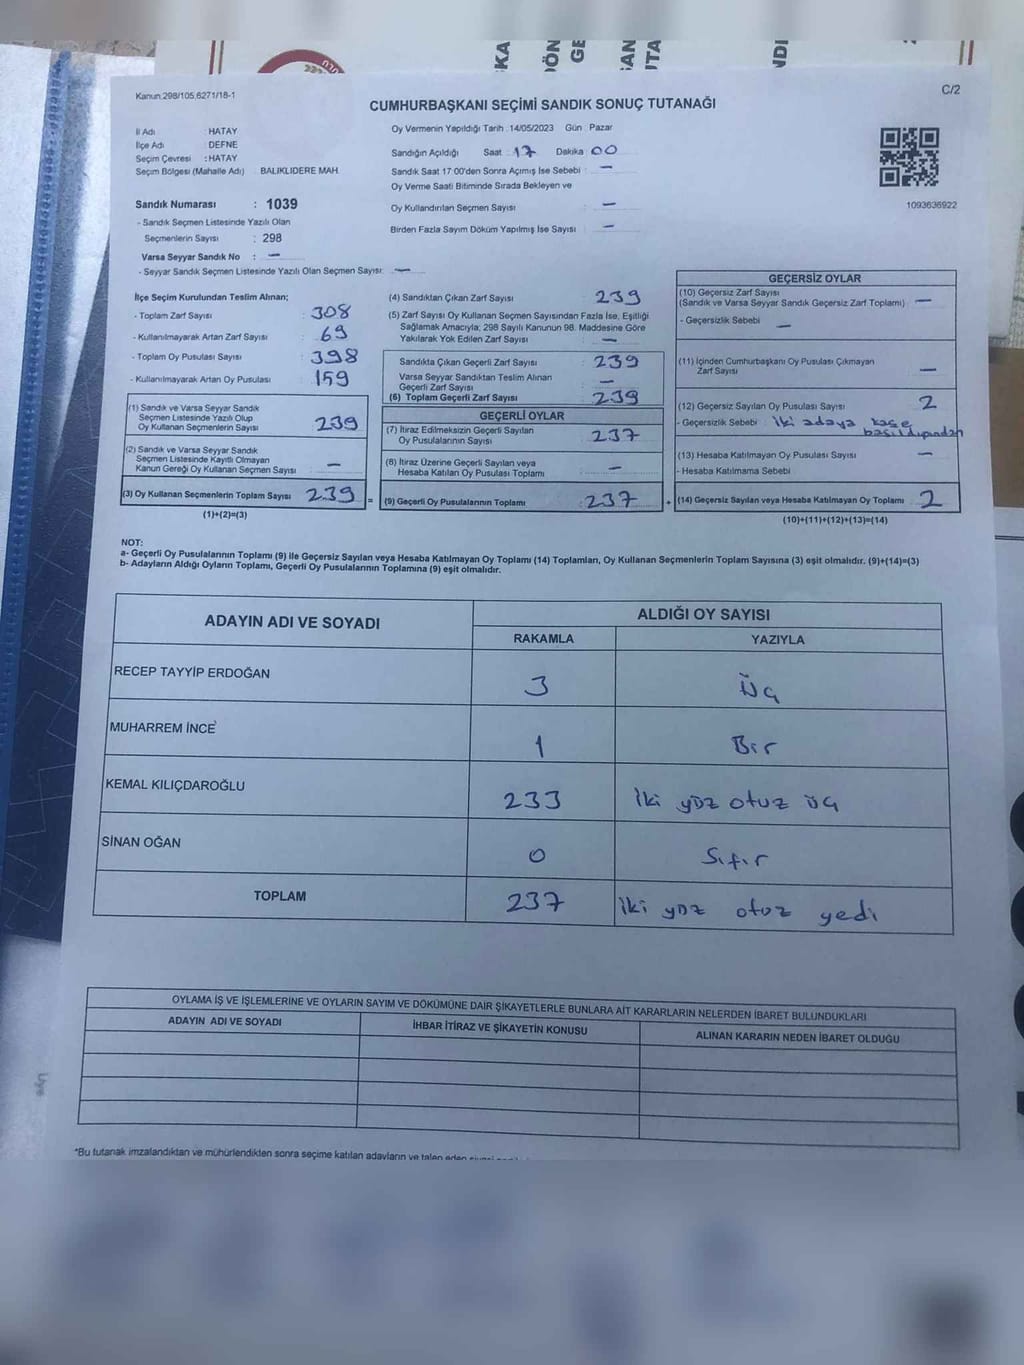 KA
DÖN
GE
AN
TA
NDI
Kanun:298/105,6271/18-1
C/2
CUMHURBAŞKANI SEÇİMİ SANDIK SONUÇ TUTANAĞI
İl Adı : HATAY
İlçe Adı : DEFNE
Seçim Çevresi : HATAY
Seçim Bölgesi (Mahalle Adı) BALIKLIDERE MAH.
Sandık Numarası : 1039
- Sandık Seçmen Listesinde Yazılı Olan
Seçmenlerin Sayısı : 298
Varsa Seyyar Sandık No : —
- Seyyar Sandık Seçmen Listesinde Yazılı Olan Seçmen Sayısı: —
Oy Vermenin Yapıldığı Tarih : 14/05/2023 Gün : Pazar
Sandığın Açıldığı Saat : 17 Dakika : 00
Sandık Saat 17:00'den Sonra Açımış İse Sebebi : —
Oy Verme Saati Bitiminde Sırada Bekleyen ve
Oy Kullandırılan Seçmen Sayısı : —
Birden Fazla Sayım Döküm Yapılmış İse Sayısı : —
1093636922
İlçe Seçim Kurulundan Teslim Alınan;
- Toplam Zarf Sayısı : 308
- Kullanılmayarak Artan Zarf Sayısı : 69
- Toplam Oy Pusulası Sayısı : 398
- Kullanılmayarak Artan Oy Pusulası : 159
(1) Sandık ve Varsa Seyyar Sandık
Seçmen Listesinde Yazılı Olup
Oy Kullanan Seçmenlerin Sayısı : 239
(2) Sandık ve Varsa Seyyar Sandık
Seçmen Listesinde Kayıtlı Olmayan
Kanun Gereği Oy Kullanan Seçmen Sayısı : —
(3) Oy Kullanan Seçmenlerin Toplam Sayısı : 239 =
(1)+(2)=(3)
(4) Sandıktan Çıkan Zarf Sayısı : 239
(5) Zarf Sayısı Oy Kullanan Seçmen Sayısından Fazla İse, Eşitliği
Sağlamak Amacıyla; 298 Sayılı Kanunun 98. Maddesine Göre
Yakılarak Yok Edilen Zarf Sayısı : —
Sandıkta Çıkan Geçerli Zarf Sayısı : 239
Varsa Seyyar Sandıktan Teslim Alınan
Geçerli Zarf Sayısı : —
(6) Toplam Geçerli Zarf Sayısı : 239
GEÇERLİ OYLAR
(7) İtiraz Edilmeksizin Geçerli Sayılan
Oy Pusulalarının Sayısı : 237
(8) İtiraz Üzerine Geçerli Sayılan veya
Hesaba Katılan Oy Pusulası Toplamı : —
(9) Geçerli Oy Pusulalarının Toplamı : 237 +
GEÇERSİZ OYLAR
(10) Geçersiz Zarf Sayısı
(Sandık ve Varsa Seyyar Sandık Geçersiz Zarf Toplamı) : —
- Geçersizlik Sebebi : —
(11) İçinden Cumhurbaşkanı Oy Pusulası Çıkmayan
Zarf Sayısı : —
(12) Geçersiz Sayılan Oy Pusulası Sayısı : 2
- Geçersizlik Sebebi : iki adaya kaşe
basıldığından
(13) Hesaba Katılmayan Oy Pusulası Sayısı : —
- Hesaba Katılmama Sebebi
(14) Geçersiz Sayılan veya Hesaba Katılmayan Oy Toplamı : 2
(10)+(11)+(12)+(13)=(14)
NOT:
a- Geçerli Oy Pusulalarının Toplamı (9) ile Geçersiz Sayılan veya Hesaba Katılmayan Oy Toplamı (14) Toplamları, Oy Kullanan Seçmenlerin Toplam Sayısına (3) eşit olmalıdır. (9)+(14)=(3)
b- Adayların Aldığı Oyların Toplamı, Geçerli Oy Pusulalarının Toplamına (9) eşit olmalıdır.
ADAYIN ADI VE SOYADI ALDIĞI OY SAYISI
RAKAMLA YAZIYLA
RECEP TAYYİP ERDOĞAN 3 Üç
MUHARREM İNCE 1 Bir
KEMAL KILIÇDAROĞLU 233 İki yüz otuz üç
SİNAN OĞAN 0 Sıfır
TOPLAM 237 İki yüz otuz yedi
OYLAMA İŞ VE İŞLEMLERİNE VE OYLARIN SAYIM VE DÖKÜMÜNE DAİR ŞİKAYETLERLE BUNLARA AİT KARARLARIN NELERDEN İBARET BULUNDUKLARI
ADAYIN ADI VE SOYADI İHBAR İTİRAZ VE ŞİKAYETİN KONUSU ALINAN KARARIN NEDEN İBARET OLDUĞU
Üye
*Bu tutanak imzalandıktan ve mühürlendikten sonra seçime katılan adayların ve talep eden